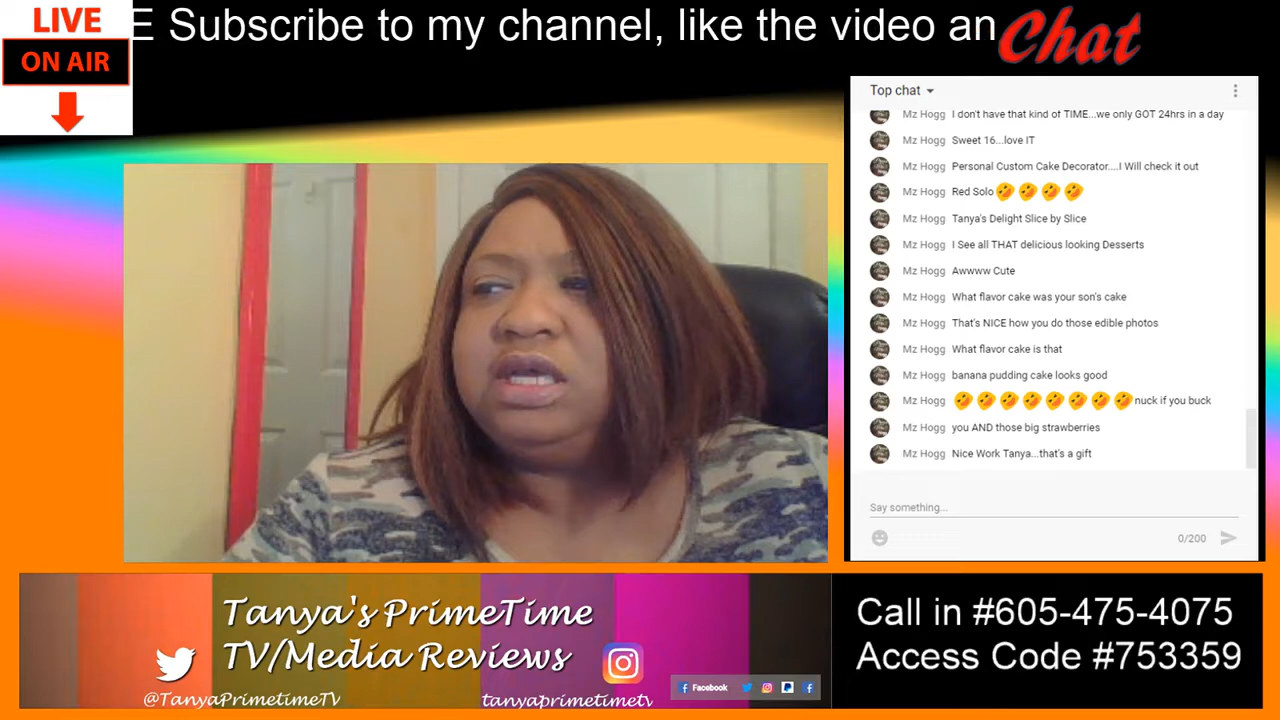 LIVE
ON AIR
E Subscribe to my channel, like the video an
Chat
Top chat
Mz Hogg I don't have that kind of TIME...we only GOT 24hrs in a day
Mz Hogg Sweet 16...love IT
Mz Hogg Personal Custom Cake Decorator....I Will check it out
Mz Hogg Red Solo🤣🤣🤣🤣
Mz Hogg Tanya's Delight Slice by Slice
Mz Hogg I See all THAT delicious looking Desserts
Mz Hogg Awwww Cute
Mz Hogg What flavor cake was your son's cake
Mz Hogg That's NICE how you do those edible photos
Mz Hogg What flavor cake is that
Mz Hogg banana pudding cake looks good
Mz Hogg 🤣🤣🤣🤣🤣🤣🤣🤣nuck if you buck
Mz Hogg you AND those big strawberries
Mz Hogg Nice Work Tanya...that's a gift
Say something...
0/200
Tanya's PrimeTime
TV/Media Reviews
@TanyaPrimetimeTV
tanyaprimetimetv
Facebook
Call in #605-475-4075
Access Code #753359